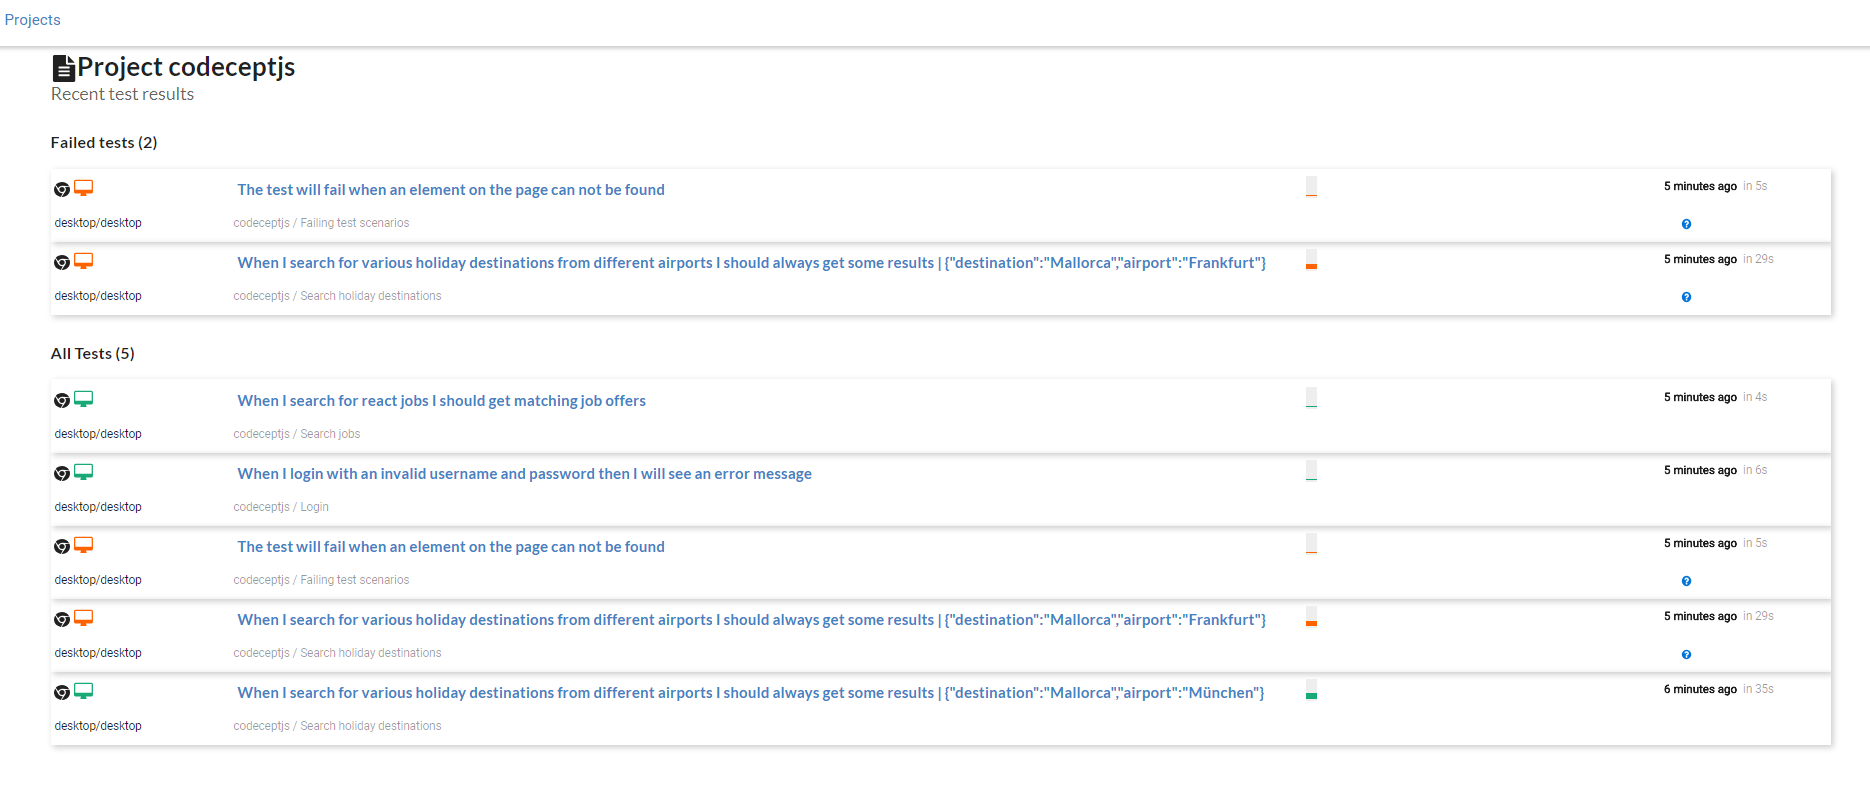 Projects
Project codeceptjs
Recent test results
Failed tests (2)
The test will fail when an element on the page can not be found
5 minutes ago in 5s
desktop/desktop
codeceptjs / Failing test scenarios
When I search for various holiday destinations from different airports I should always get some results | {"destination":"Mallorca","airport":"Frankfurt"}
5 minutes ago in 29s
desktop/desktop
codeceptjs / Search holiday destinations
All Tests (5)
When I search for react jobs I should get matching job offers
5 minutes ago in 4s
desktop/desktop
codeceptjs / Search jobs
When I login with an invalid username and password then I will see an error message
5 minutes ago in 6s
desktop/desktop
codeceptjs / Login
The test will fail when an element on the page can not be found
5 minutes ago in 5s
desktop/desktop
codeceptjs / Failing test scenarios
When I search for various holiday destinations from different airports I should always get some results | {"destination":"Mallorca","airport":"Frankfurt"}
5 minutes ago in 29s
desktop/desktop
codeceptjs / Search holiday destinations
When I search for various holiday destinations from different airports I should always get some results | {"destination":"Mallorca","airport":"München"}
6 minutes ago in 35s
desktop/desktop
codeceptjs / Search holiday destinations